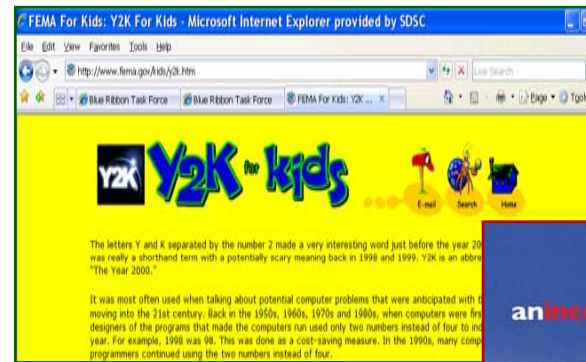 FEMA For Kids: Y2K For Kids - Microsoft Internet Explorer provided by SDSC
File Edit View Favorites Tools Help
http://www.fema.gov/kids/y2k.htm Live Search
Blue Ribbon Task Force Blue Ribbon Task Force FEMA For Kids: Y2K ... Page Tools
Y2K Y2K for kids
E-mail Search Home
The letters Y and K separated by the number 2 made a very interesting word just before the year 20
was really a shorthand term with a potentially scary meaning back in 1998 and 1999. Y2K is an abbre
"The Year 2000."
It was most often used when talking about potential computer problems that were anticipated with t
moving into the 21st century. Back in the 1950s, 1960s, 1970s and 1980s, when computers were firs
designers of the programs that made the computers run used only two numbers instead of four to ind
year. For example, 1998 was 98. This was done as a cost-saving measure. In the 1990s, many comp
programmers continued using the two numbers instead of four.
aninco